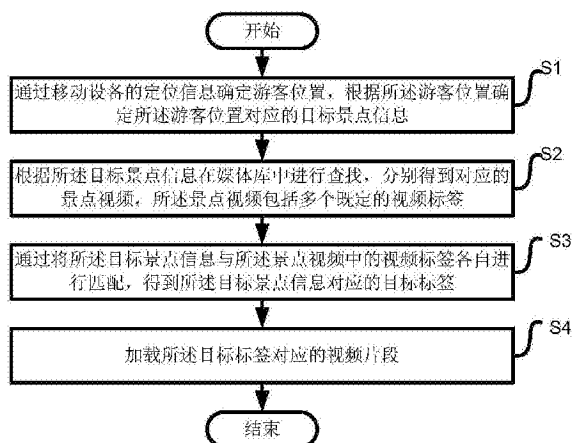 开始
S1
通过移动设备的定位信息确定游客位置，根据所述游客位置确
定所述游客位置对应的目标景点信息
S2
根据所述目标景点信息在媒体库中进行查找，分别得到对应的
景点视频，所述景点视频包括多个既定的视频标签
S3
通过将所述目标景点信息与所述景点视频中的视频标签各自进
行匹配，得到所述目标景点信息对应的目标标签
S4
加载所述目标标签对应的视频片段
结束